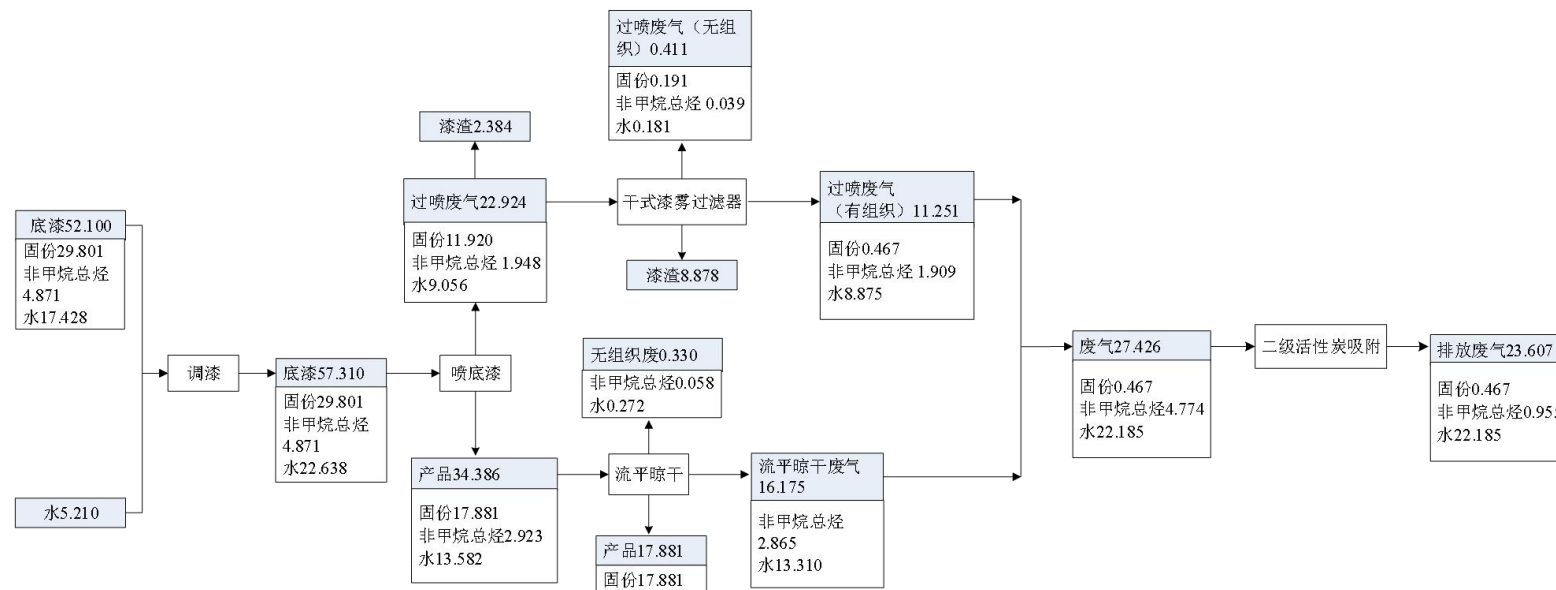 过喷废气（无组
织）0.411
固份0.191
非甲烷总烃 0.039
水0.181
漆渣2.384
过喷废气22.924
固份11.920
非甲烷总烃 1.948
水9.056
干式漆雾过滤器
漆渣8.878
过喷废气
（有组织）11.251
固份0.467
非甲烷总烃 1.909
水8.875
底漆52.100
固份29.801
非甲烷总烃
4.871
水17.428
水5.210
调漆
底漆57.310
固份29.801
非甲烷总烃
4.871
水22.638
喷底漆
产品34.386
固份17.881
非甲烷总烃2.923
水13.582
无组织废0.330
非甲烷总烃0.058
水0.272
流平晾干
产品17.881
固份17.881
流平晾干废气
16.175
非甲烷总烃
2.865
水13.310
废气27.426
固份0.467
非甲烷总烃4.774
水22.185
二级活性炭吸附
排放废气23.607
固份0.467
非甲烷总烃0.95
水22.185